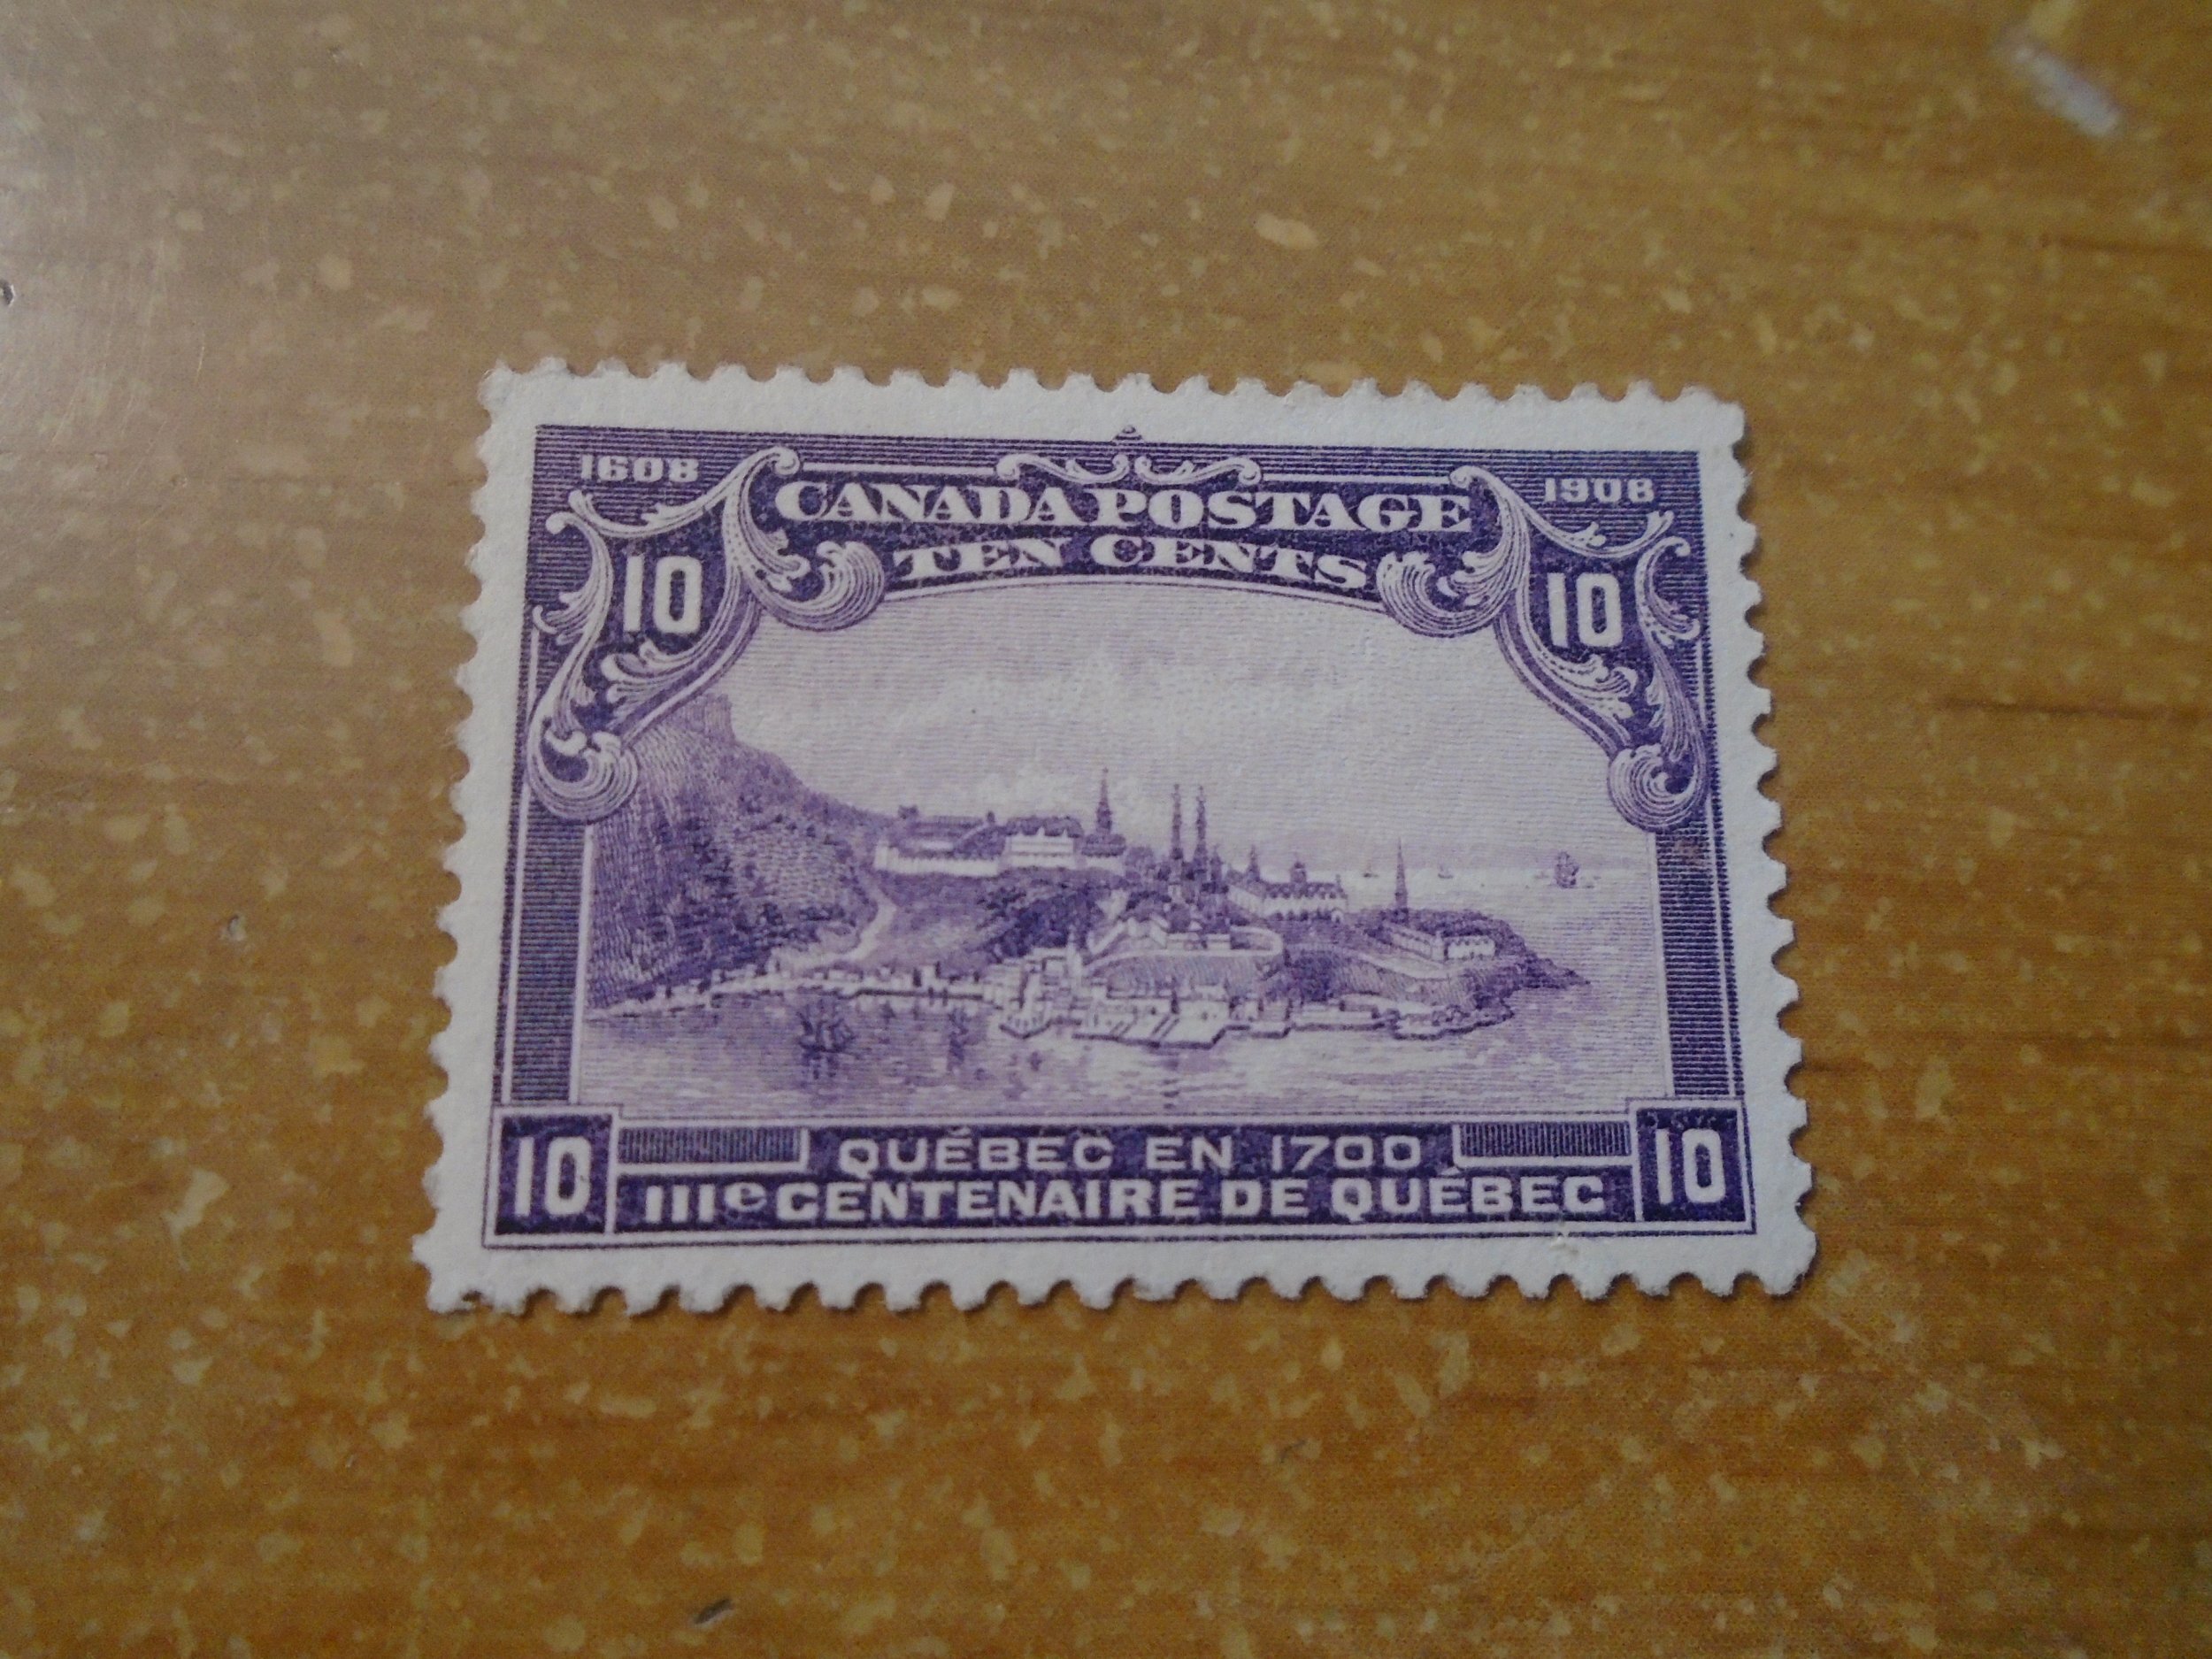 1608 1908
CANADA POSTAGE
TEN CENTS
10 10
QUÉBEC EN 1700
10 IIIe CENTENAIRE DE QUÉBEC 10